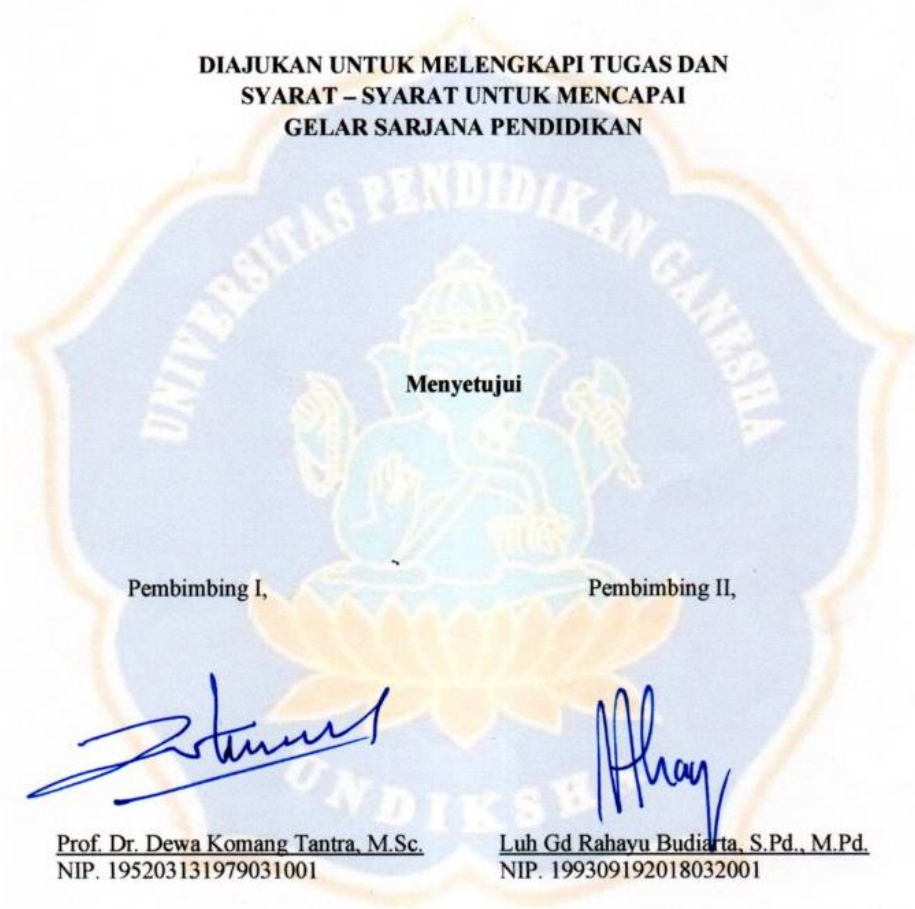 DIAJUKAN UNTUK MELENGKAPI TUGAS DAN
SYARAT – SYARAT UNTUK MENCAPAI
GELAR SARJANA PENDIDIKAN
UNIVERSITAS PENDIDIKAN GANESHA
Menyetujui
Pembimbing I, Pembimbing II,
UNDIKSHA
Prof. Dr. Dewa Komang Tantra, M.Sc. Luh Gd Rahayu Budiarta, S.Pd., M.Pd.
NIP. 195203131979031001 NIP. 199309192018032001